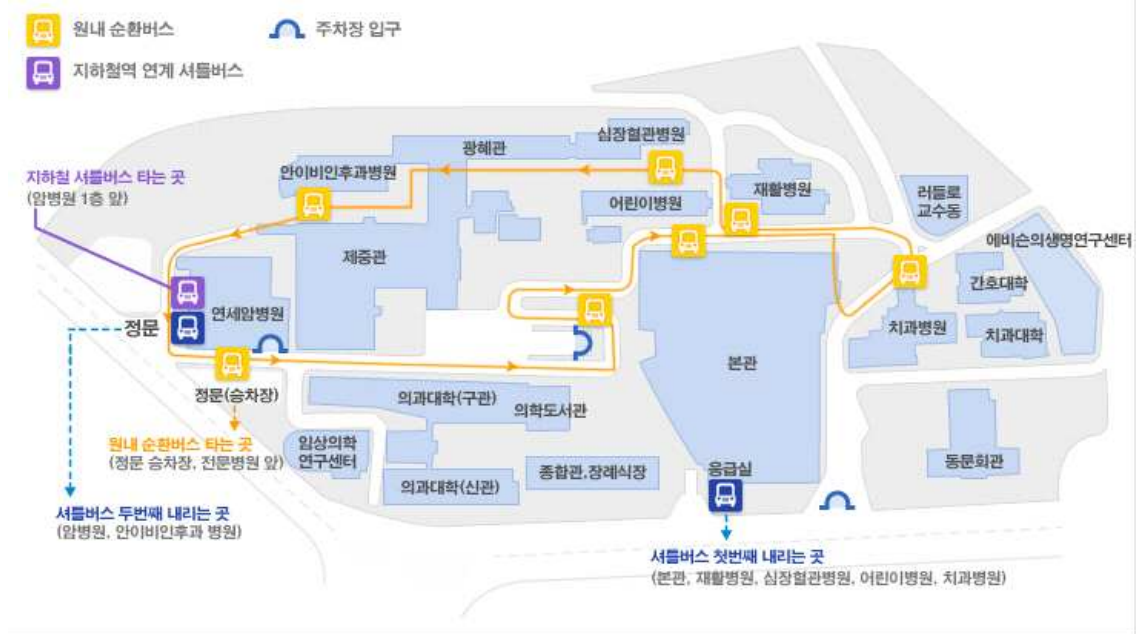 원내 순환버스
주차장 입구
지하철역 연계 셔틀버스
심장혈관병원
광혜관
안이비인후과병원
지하철 셔틀버스 타는 곳
(암병원 1층 앞)
재활병원
어린이병원
러들로
교수동
에비슨의생명연구센터
제중관
간호대학
연세암병원
정문
치과병원
치과대학
본관
정문(승차장)
의과대학(구관)
의학도서관
원내 순환버스 타는 곳
(정문 승차장, 전문병원 앞)
임상의학
연구센터
종합관,장례식장
응급실
동문회관
의과대학(신관)
셔틀버스 두번째 내리는 곳
(암병원, 안이비인후과 병원)
셔틀버스 첫번째 내리는 곳
(본관, 재활병원, 심장혈관병원, 어린이병원, 치과병원)